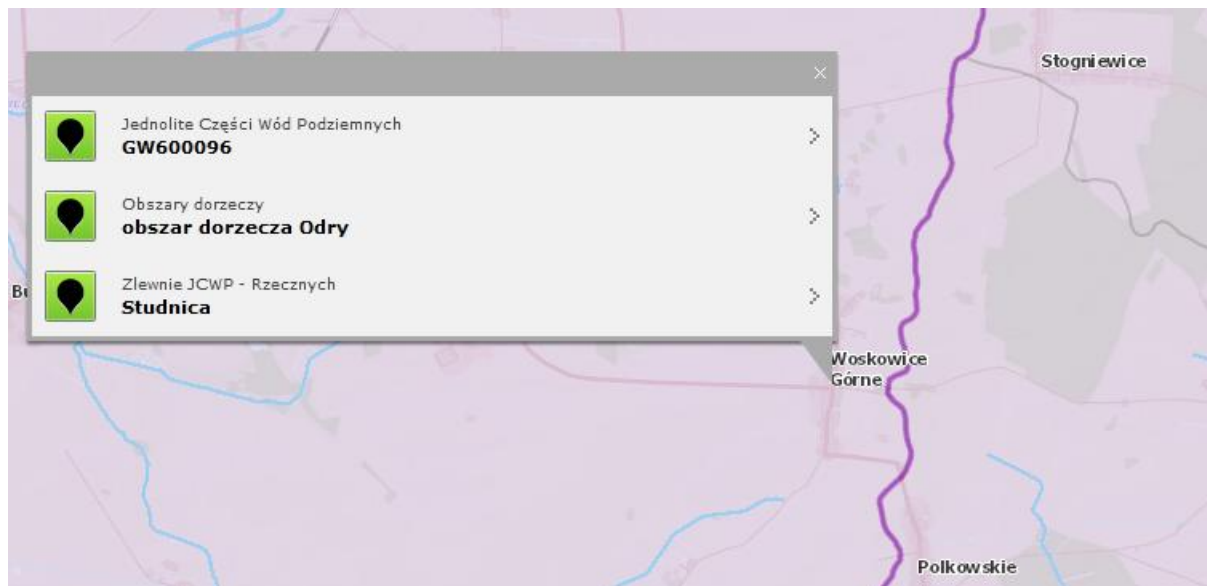 Stogniewice
×
Jednolite Części Wód Podziemnych
GW600096
Obszary dorzeczy
obszar dorzecza Odry
Zlewnie JCWP - Rzecznych
Studnica
Woskowice
Górne
Polkowskie